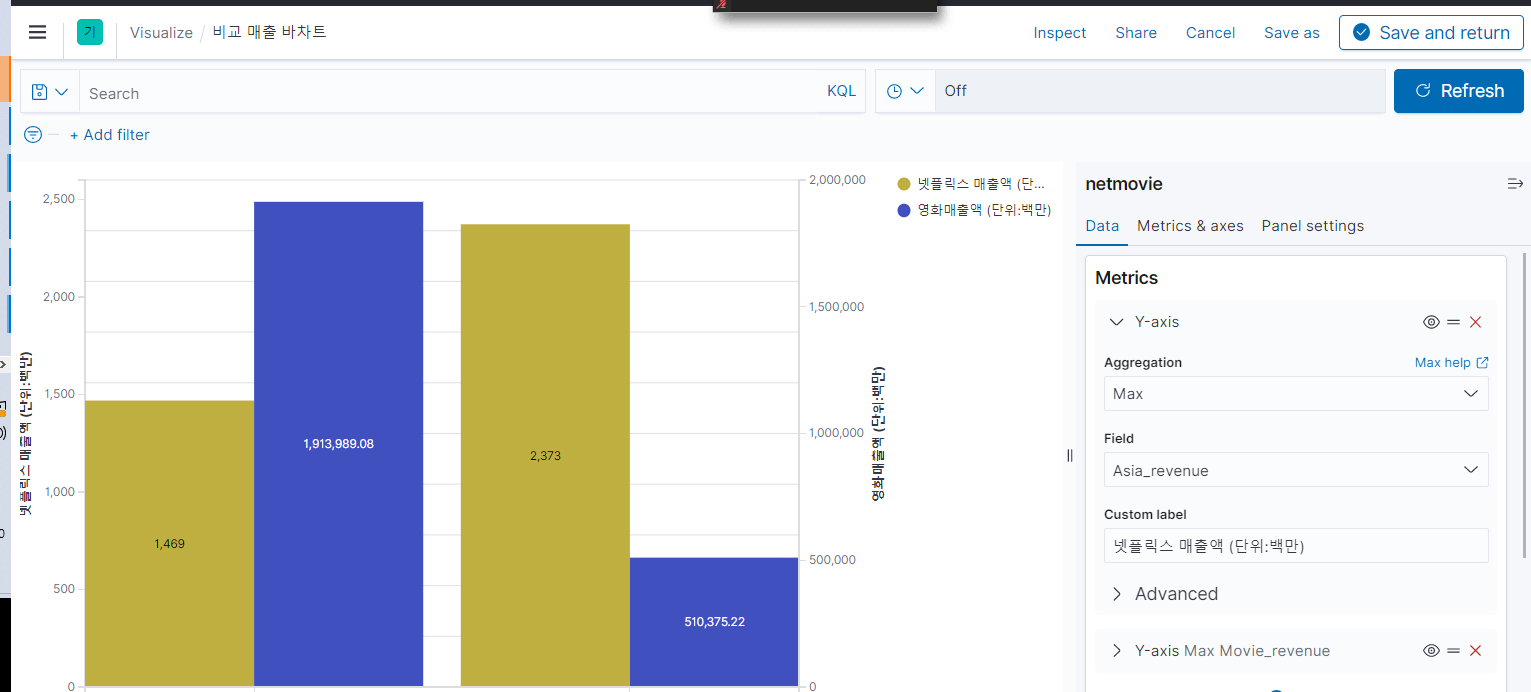 기 Visualize / 비교 매출 바차트 Inspect Share Cancel Save as Save and return
Search KQL Off Refresh
+ Add filter
2,500
2,000
1,500
1,000
500
0
넷플릭스 매출액 (단위:백만)
1,469
1,913,989.08
2,373
510,375.22
2,000,000
1,500,000
1,000,000
500,000
0
영화매출액 (단위:백만)
넷플릭스 매출액 (단...
영화매출액 (단위:백만)
netmovie
Data Metrics & axes Panel settings
Metrics
Y-axis
Aggregation Max help
Max
Field
Asia_revenue
Custom label
넷플릭스 매출액 (단위:백만)
Advanced
Y-axis Max Movie_revenue